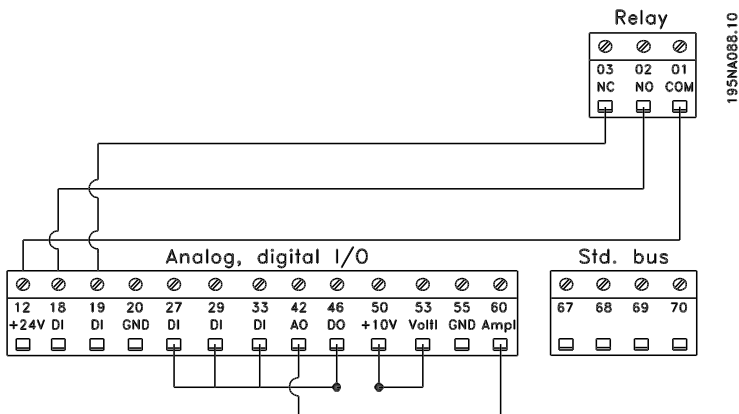 Relay
03 02 01
NC NO COM
195NA088.10
Analog, digital I/O
12 18 19 20 27 29 33 42 46 50 53 55 60
+24V DI DI GND DI DI DI AO DO +10V VoltI GND AmpI
Std. bus
67 68 69 70